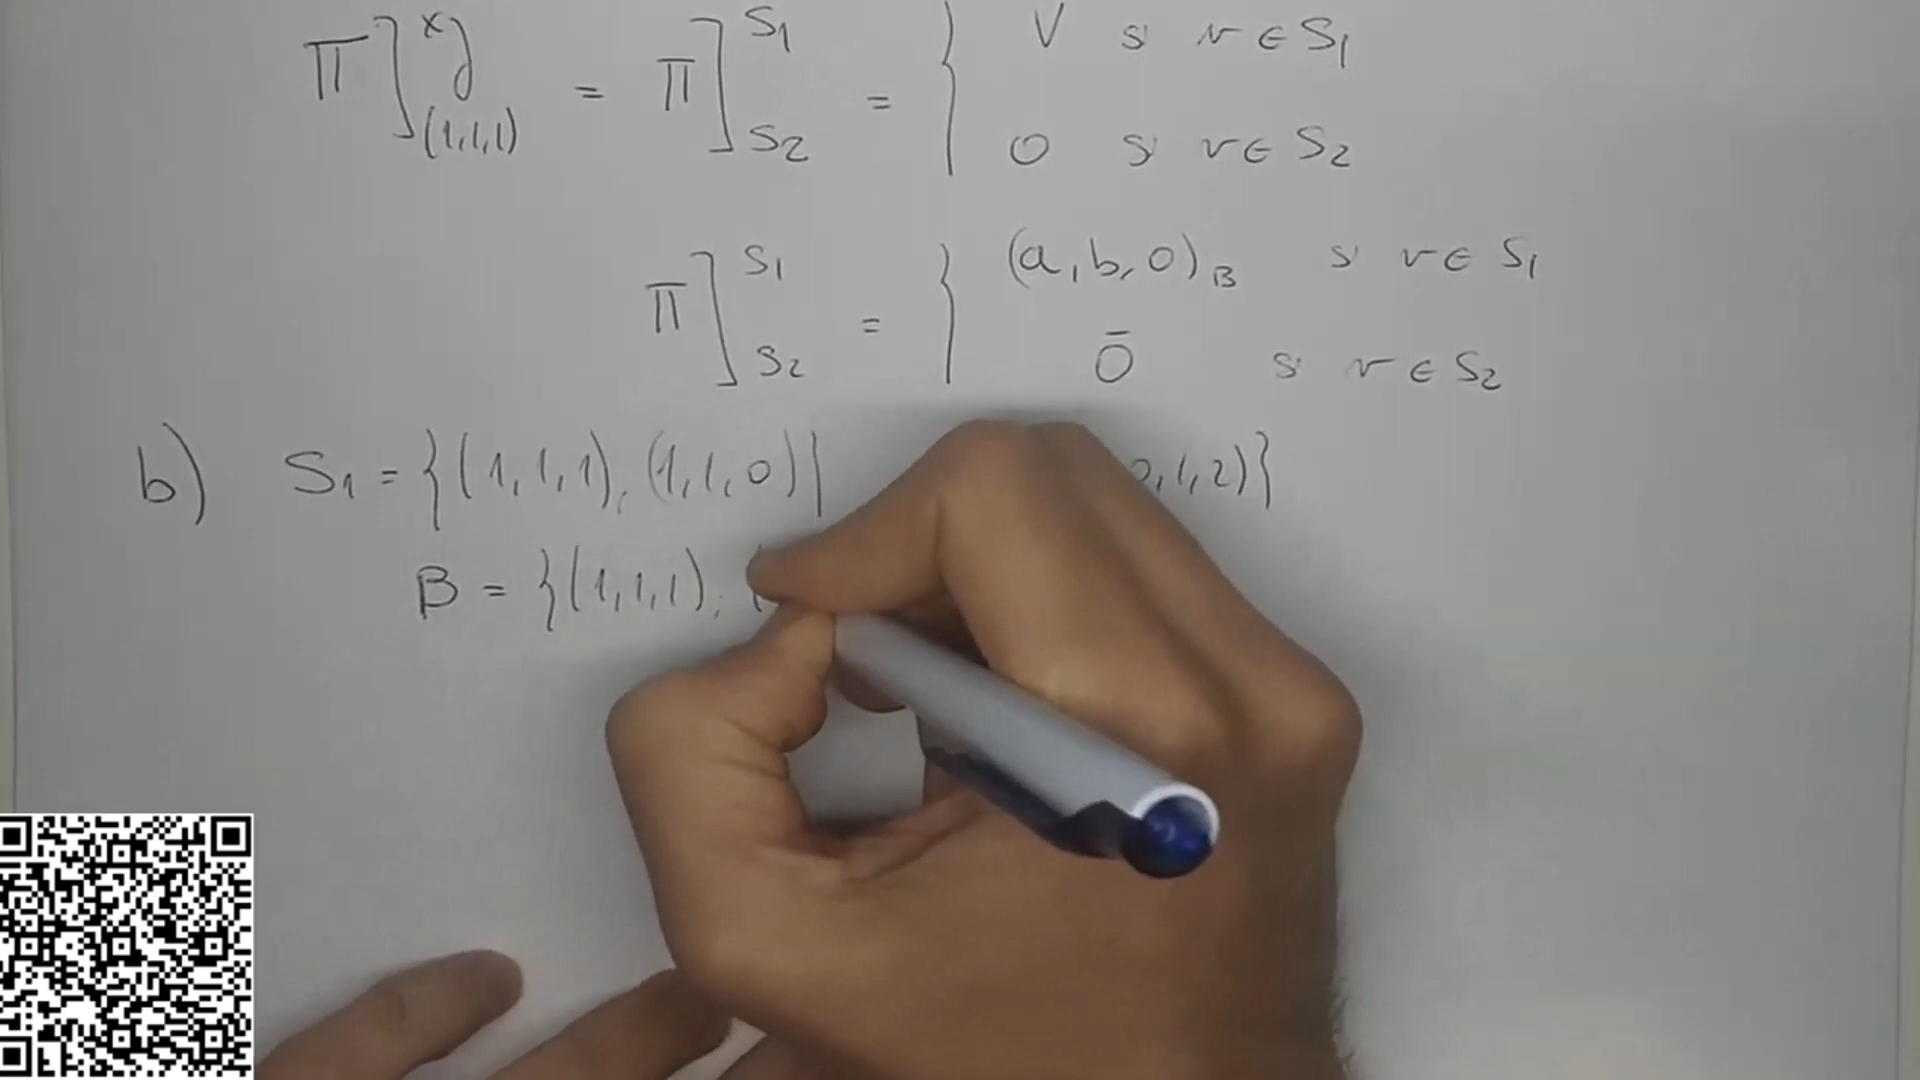 Π]^{xy}_{(1,1,1)} = Π]^{S1}_{S2} = { V si v ∈ S1
0 si v ∈ S2
Π]^{S1}_{S2} = { (a, b, 0)_B si v ∈ S1
0̄ si v ∈ S2
b) S1 = {(1,1,1), (1,1,0)} 0,1,2)}
B = {(1,1,1), (